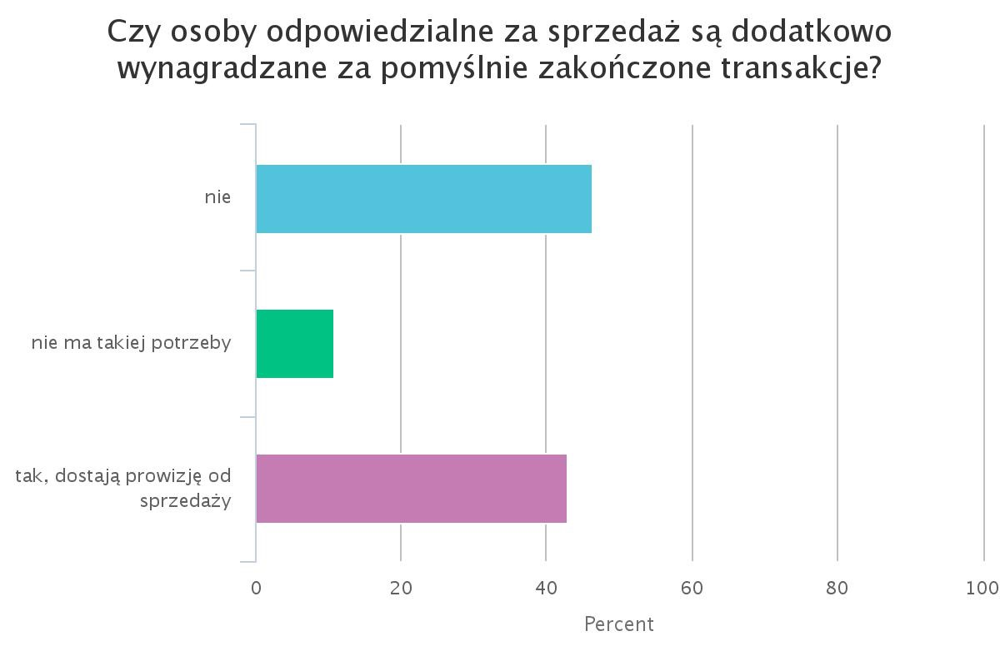 Czy osoby odpowiedzialne za sprzedaż są dodatkowo
wynagradzane za pomyślnie zakończone transakcje?
nie
nie ma takiej potrzeby
tak, dostają prowizję od
sprzedaży
0 20 40 60 80 100
Percent